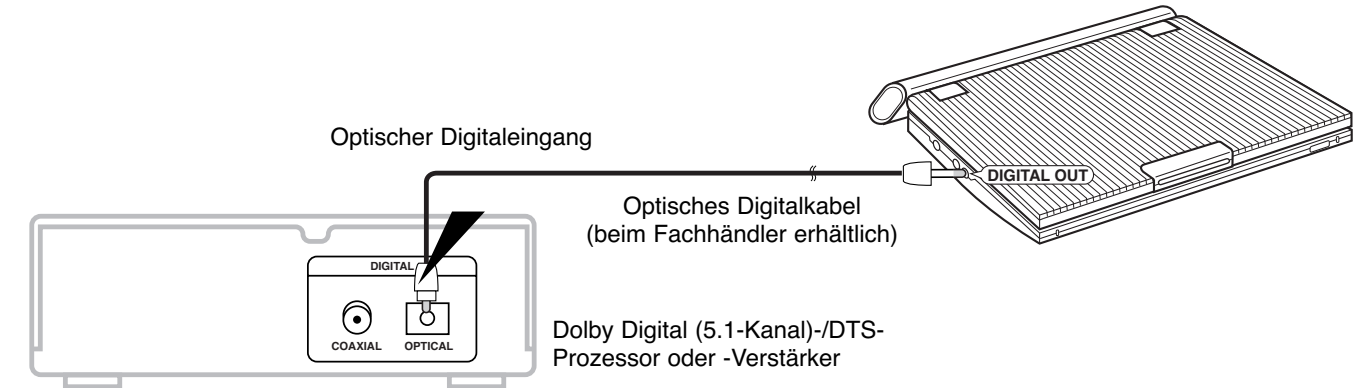 Optischer Digitaleingang
DIGITAL OUT
Optisches Digitalkabel
(beim Fachhändler erhältlich)
DIGITAL
COAXIAL
OPTICAL
Dolby Digital (5.1-Kanal)-/DTS-
Prozessor oder -Verstärker